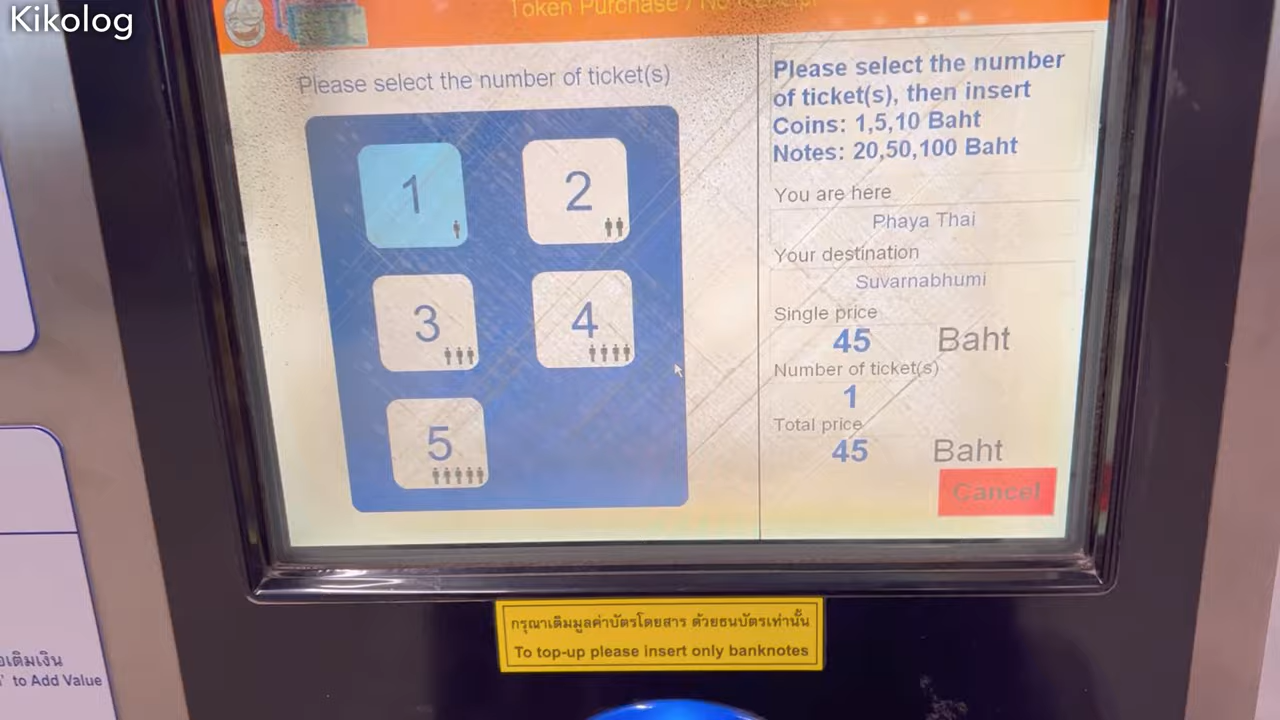 Kikolog
Token Purchase / No Receipt
Please select the number of ticket(s)
1
2
3
4
5
Please select the number
of ticket(s), then insert
Coins: 1,5,10 Baht
Notes: 20,50,100 Baht
You are here
Phaya Thai
Your destination
Suvarnabhumi
Single price
45 Baht
Number of ticket(s)
1
Total price
45 Baht
Cancel
กรุณาเติมมูลค่าบัตรโดยสาร ด้วยธนบัตรเท่านั้น
To top-up please insert only banknotes
to Add Value